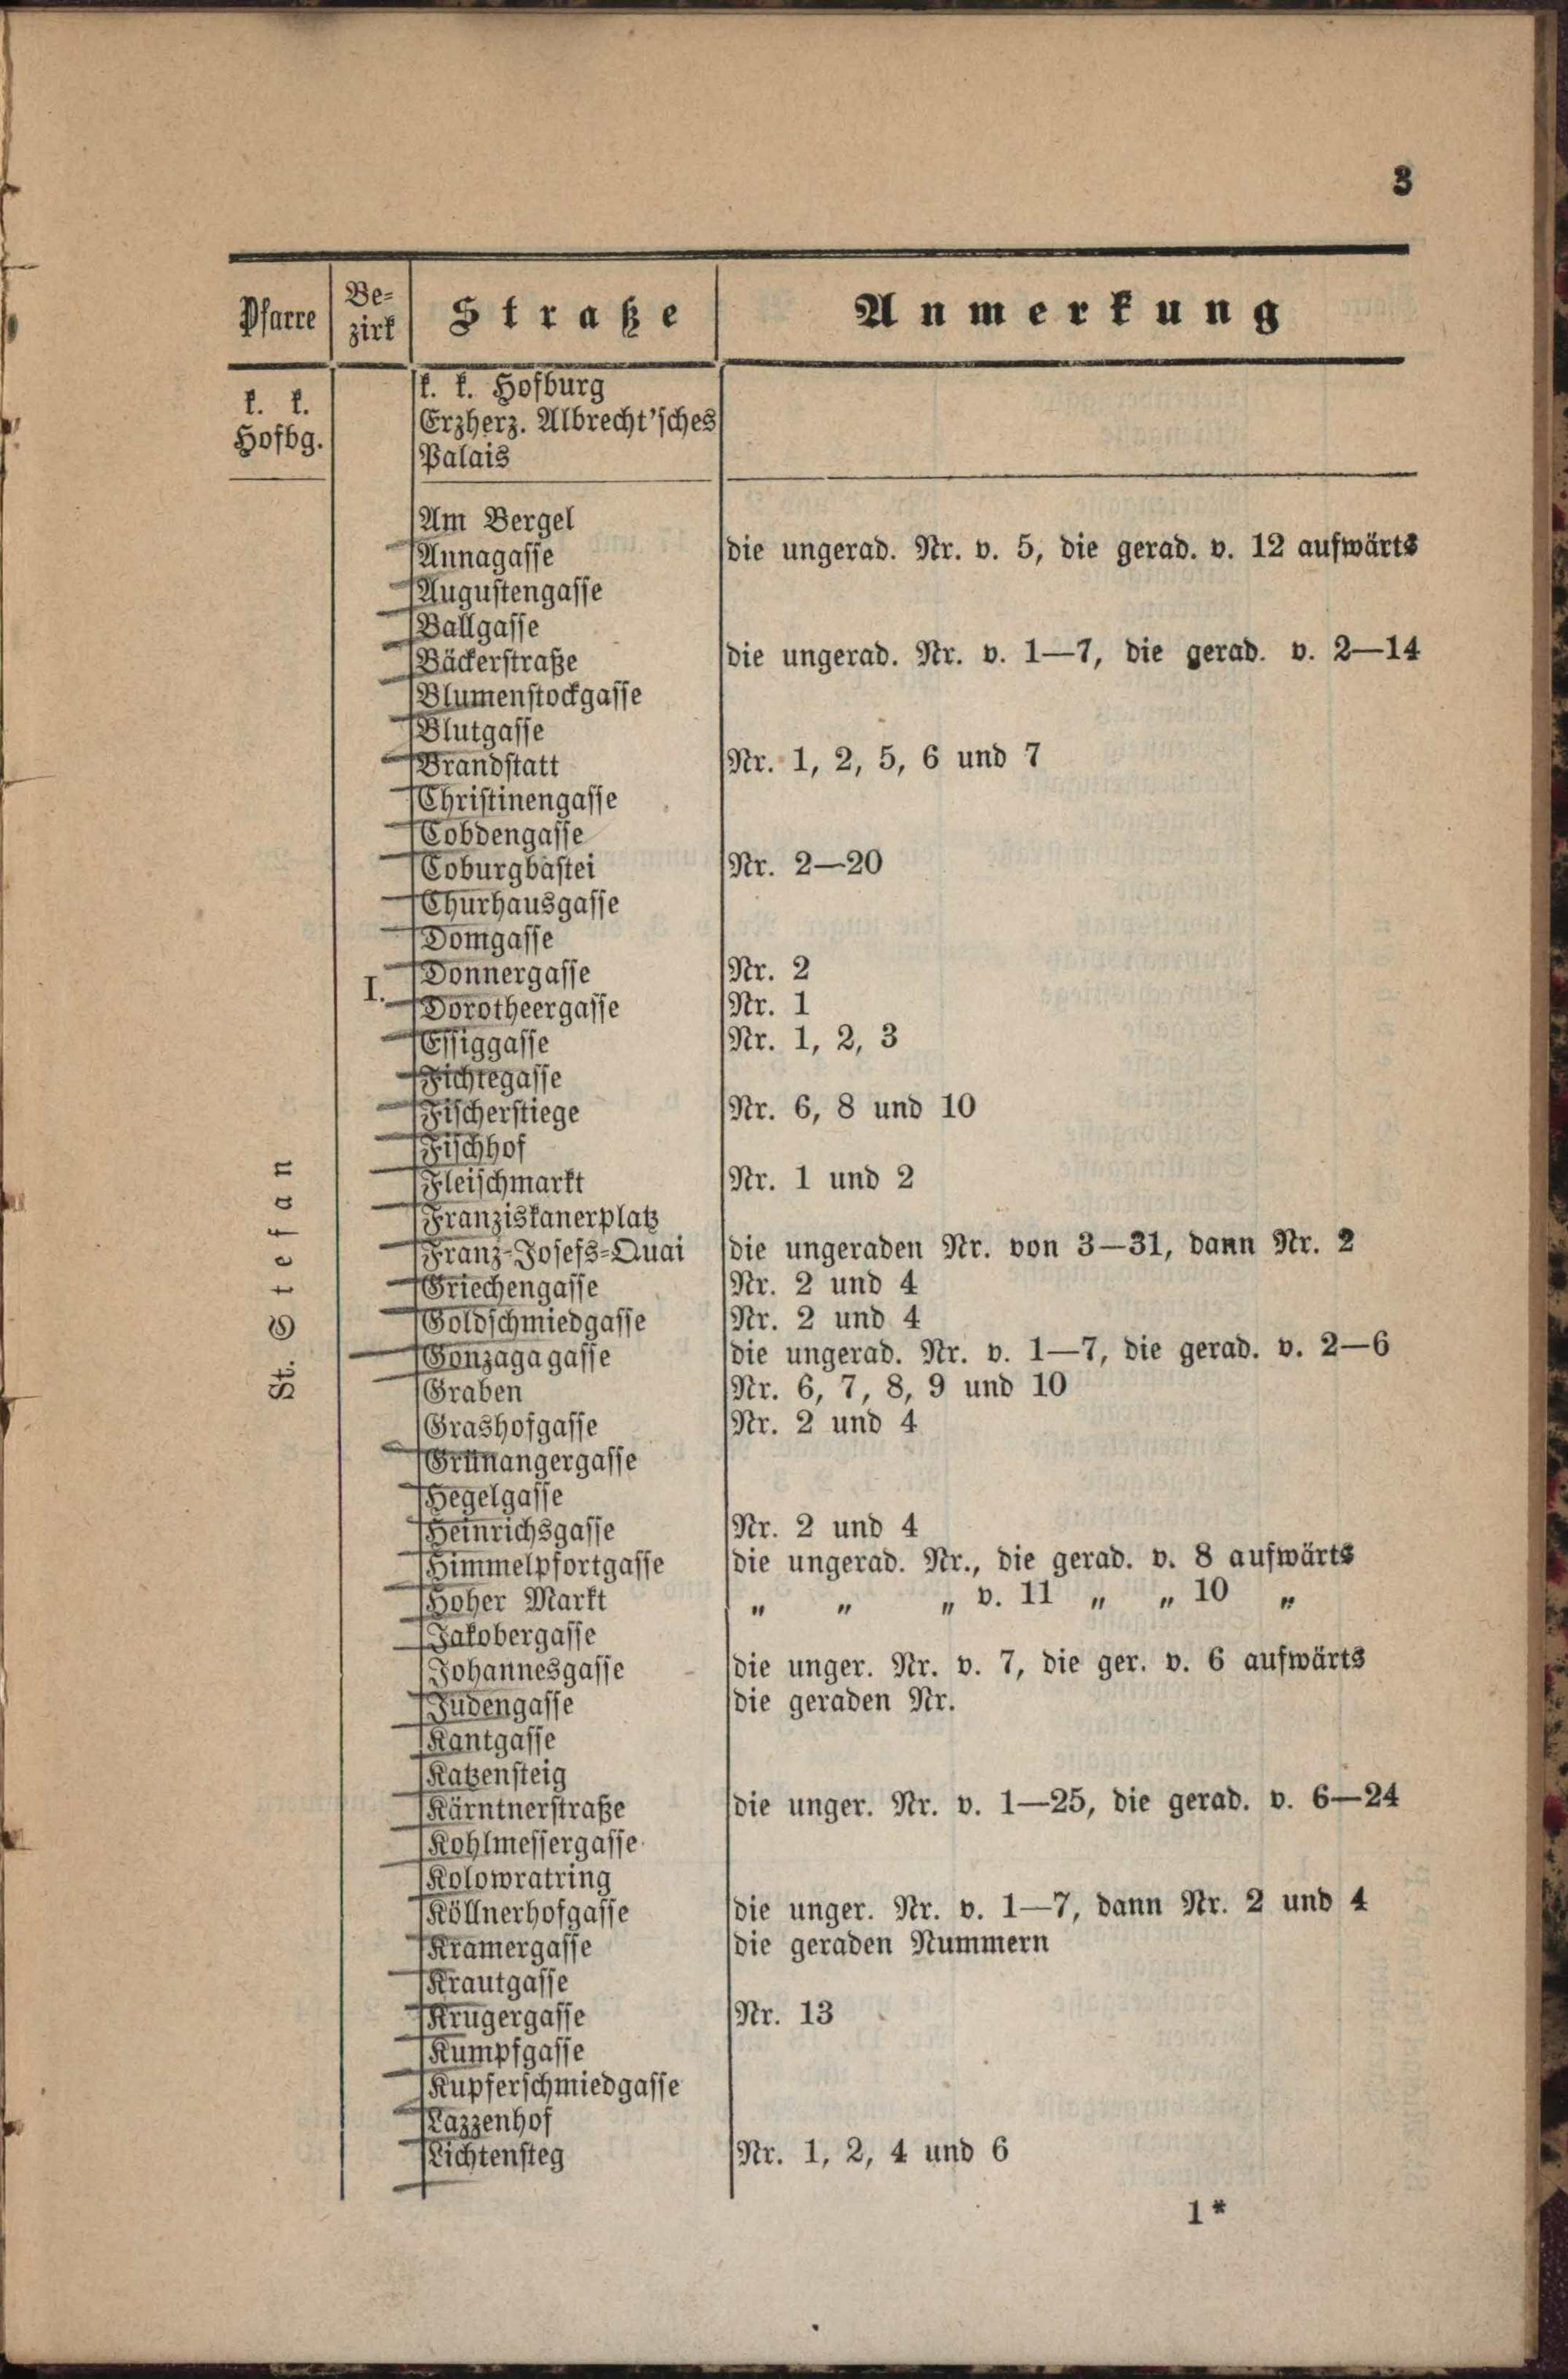 3
Pfarre Be-zirk Straße Anmerkung
k. k. Hofbg. k. k. Hofburg
Erzherz. Albrecht'sches
Palais
St. Stefan
I.
Am Bergel
Annagasse die ungerad. Nr. v. 5, die gerad. v. 12 aufwärts
Augustengasse
Ballgasse
Bäckerstraße die ungerad. Nr. v. 1—7, die gerad. v. 2—14
Blumenstockgasse
Blutgasse
Brandstatt Nr. 1, 2, 5, 6 und 7
Christinengasse
Cobdengasse
Coburgbastei Nr. 2—20
Churhausgasse
Domgasse
Donnergasse Nr. 2
Dorotheergasse Nr. 1
Essiggasse Nr. 1, 2, 3
Fichtegasse
Fischerstiege Nr. 6, 8 und 10
Fischhof
Fleischmarkt Nr. 1 und 2
Franziskanerplatz
Franz-Josefs-Quai die ungeraden Nr. von 3—31, dann Nr. 2
Griechengasse Nr. 2 und 4
Goldschmiedgasse Nr. 2 und 4
Gonzagagasse die ungerad. Nr. v. 1—7, die gerad. v. 2—6
Graben Nr. 6, 7, 8, 9 und 10
Grashofgasse Nr. 2 und 4
Grünangergasse
Hegelgasse
Heinrichsgasse Nr. 2 und 4
Himmelpfortgasse die ungerad. Nr., die gerad. v. 8 aufwärts
Hoher Markt „ „ „ v. 11 „ „ 10 „
Jakobergasse
Johannesgasse die unger. Nr. v. 7, die ger. v. 6 aufwärts
Judengasse die geraden Nr.
Kantgasse
Katzensteig
Kärntnerstraße die unger. Nr. v. 1—25, die gerad. v. 6—24
Kohlmessergasse
Kolowratring
Köllnerhofgasse die unger. Nr. v. 1—7, dann Nr. 2 und 4
Kramergasse die geraden Nummern
Krautgasse
Krugergasse Nr. 13
Kumpfgasse
Kupferschmiedgasse
Lazzenhof
Lichtensteg Nr. 1, 2, 4 und 6
1*